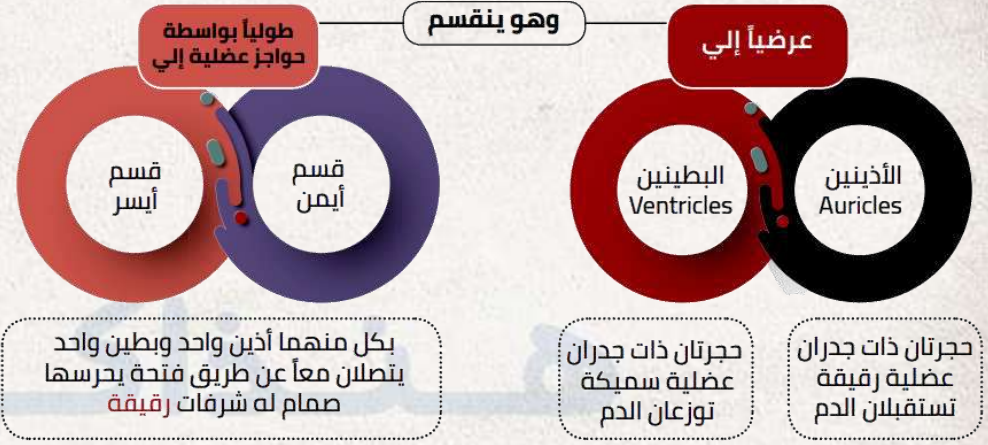 وهو ينقسم
عرضياً إلي
الأذينين
Auricles
البطينين
Ventricles
حجرتان ذات جدران
عضلية رقيقة
تستقبلان الدم
حجرتان ذات جدران
عضلية سميكة
توزعان الدم
طولياً بواسطة
حواجز عضلية إلي
قسم
أيمن
قسم
أيسر
بكل منهما أذين واحد وبطين واحد
يتصلان معاً عن طريق فتحة يحرسها
صمام له شرفات رقيقة